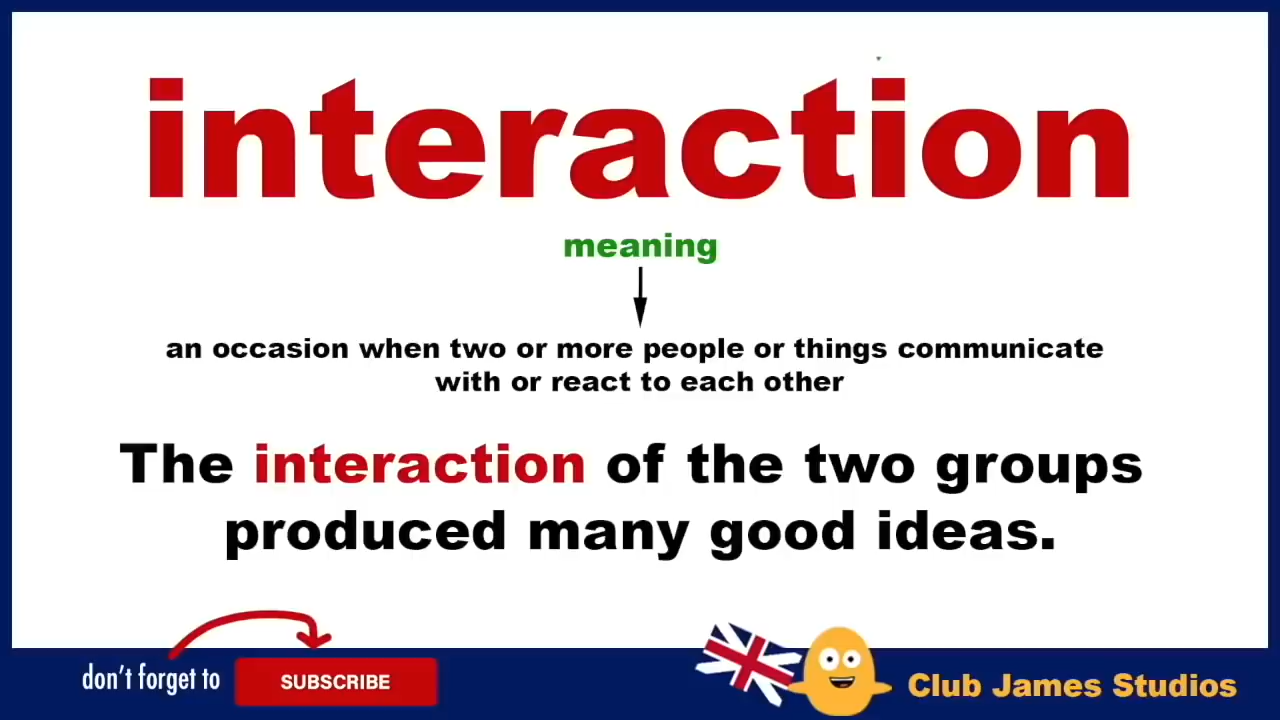 interaction
meaning
an occasion when two or more people or things communicate
with or react to each other
The interaction of the two groups
produced many good ideas.
don't forget to
SUBSCRIBE
Club James Studios